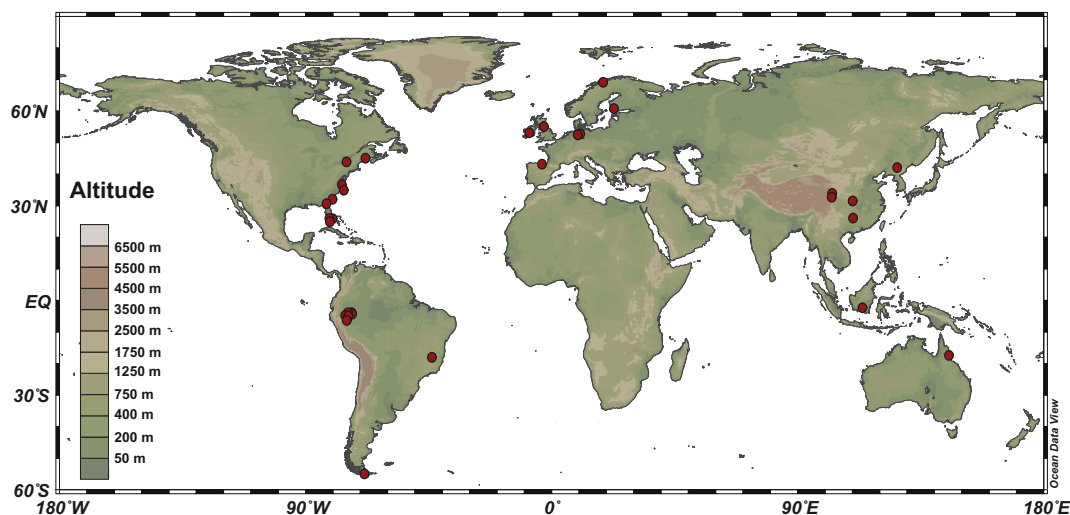 60°N
Altitude
30°N
6500 m
5500 m
4500 m
EQ
3500 m
2500 m
1750 m
1250 m
750 m
30°S
400 m
200 m
50 m
Ocean Data View
60°S
180°W
90°W
0°
90°E
180°E